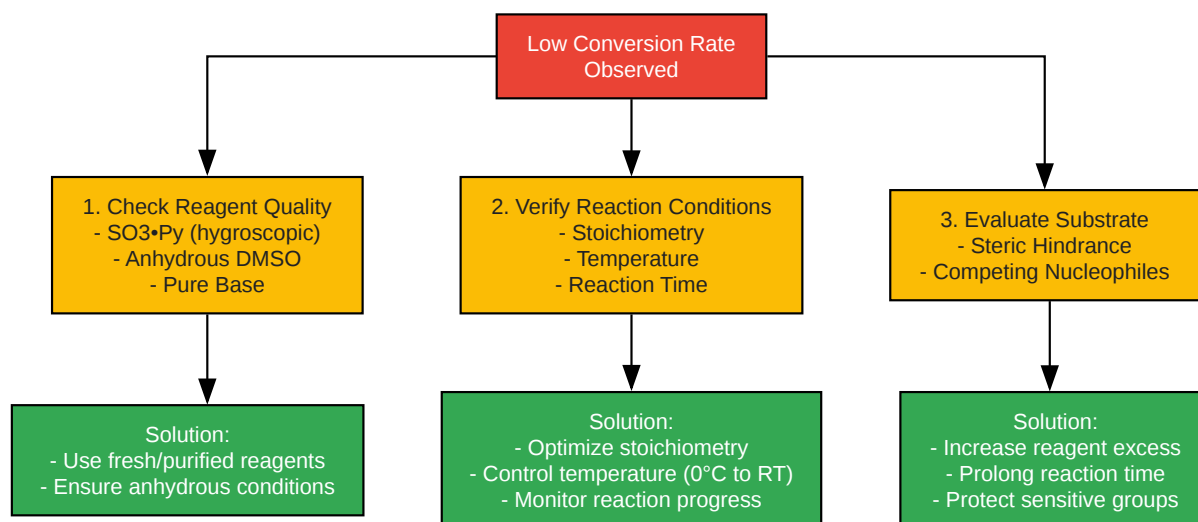 Low Conversion Rate
Observed
1. Check Reagent Quality
- SO3•Py (hygroscopic)
- Anhydrous DMSO
- Pure Base
2. Verify Reaction Conditions
- Stoichiometry
- Temperature
- Reaction Time
3. Evaluate Substrate
- Steric Hindrance
- Competing Nucleophiles
Solution:
- Use fresh/purified reagents
- Ensure anhydrous conditions
Solution:
- Optimize stoichiometry
- Control temperature (0°C to RT)
- Monitor reaction progress
Solution:
- Increase reagent excess
- Prolong reaction time
- Protect sensitive groups